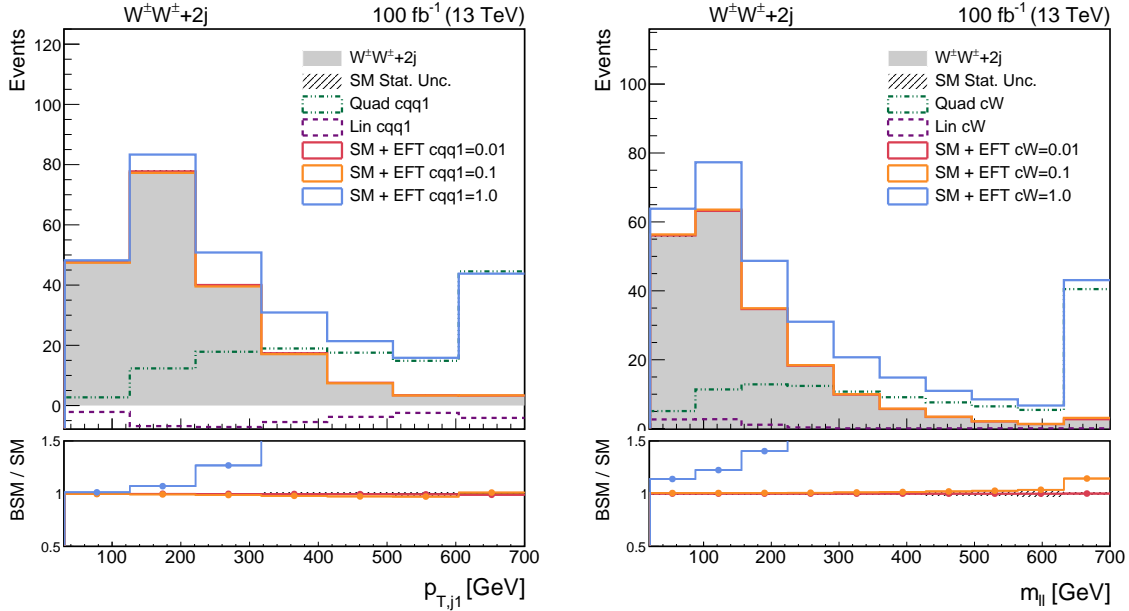 W±W±+2j 100 fb⁻¹ (13 TeV)
Events
120
100
80
60
40
20
0
W±W±+2j
SM Stat. Unc.
Quad cqq1
Lin cqq1
SM + EFT cqq1=0.01
SM + EFT cqq1=0.1
SM + EFT cqq1=1.0
BSM / SM
1.5
1
0.5
100 200 300 400 500 600 700
p_T,j1 [GeV]
W±W±+2j 100 fb⁻¹ (13 TeV)
Events
100
80
60
40
20
0
W±W±+2j
SM Stat. Unc.
Quad cW
Lin cW
SM + EFT cW=0.01
SM + EFT cW=0.1
SM + EFT cW=1.0
BSM / SM
1.5
1
0.5
100 200 300 400 500 600 700
m_ll [GeV]